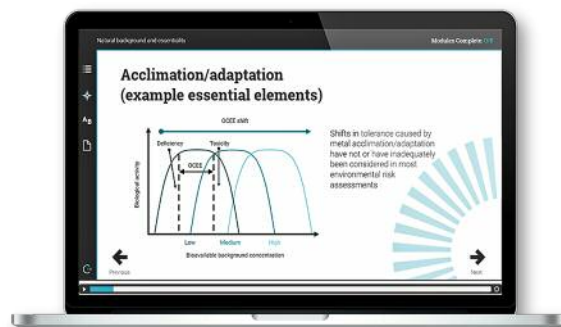 Natural background and essentiality
Modules Complete: 0/8
Acclimation/adaptation
(example essential elements)
OCEE shift
Deficiency
Toxicity
OCEE
Biological activity
Low
Medium
High
Bioavailable background concentration
Shifts in tolerance caused by
metal acclimation/adaptation
have not or have inadequately
been considered in most
environmental risk
assessments
Previous
Next